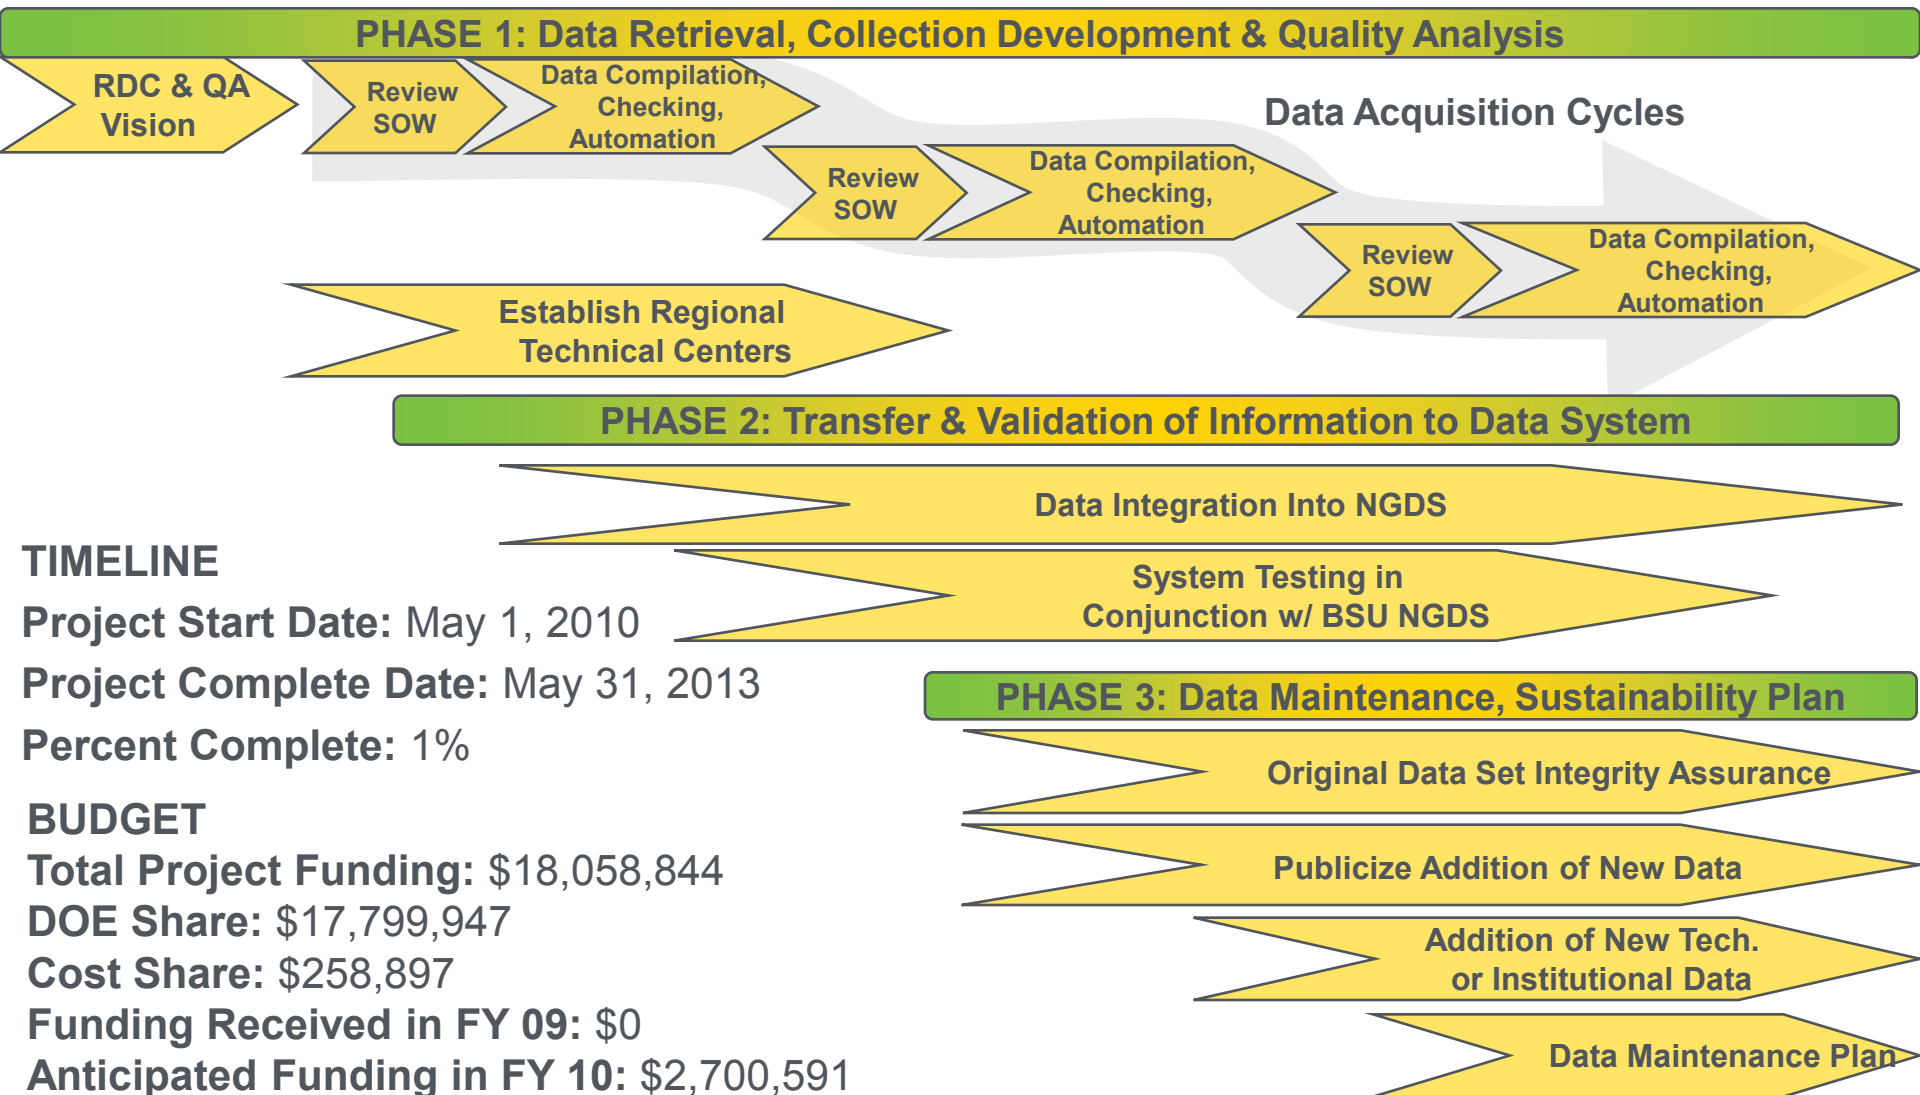 PHASE 1: Data Retrieval, Collection Development & Quality Analysis
RDC & QA
Vision
Review
SOW
Data Compilation,
Checking,
Automation
Data Acquisition Cycles
Review
SOW
Data Compilation,
Checking,
Automation
Review
SOW
Data Compilation,
Checking,
Automation
Establish Regional
Technical Centers
PHASE 2: Transfer & Validation of Information to Data System
Data Integration Into NGDS
System Testing in
Conjunction w/ BSU NGDS
TIMELINE
Project Start Date: May 1, 2010
Project Complete Date: May 31, 2013
Percent Complete: 1%
PHASE 3: Data Maintenance, Sustainability Plan
Original Data Set Integrity Assurance
Publicize Addition of New Data
Addition of New Tech.
or Institutional Data
Data Maintenance Plan
BUDGET
Total Project Funding: $18,058,844
DOE Share: $17,799,947
Cost Share: $258,897
Funding Received in FY 09: $0
Anticipated Funding in FY 10: $2,700,591